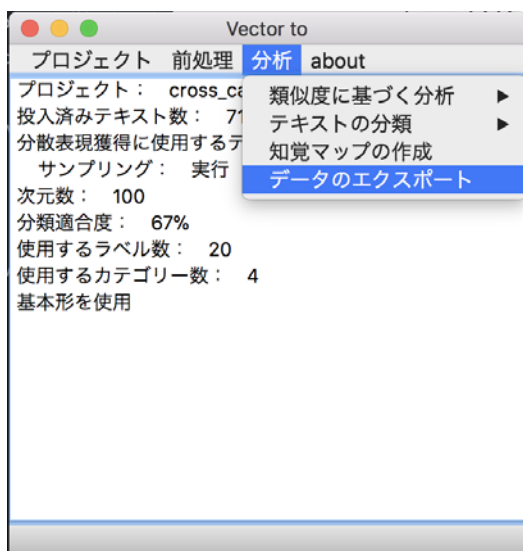 Vector to
プロジェクト 前処理 分析 about
プロジェクト： cross_ca
投入済みテキスト数： 71
分散表現獲得に使用するテ
サンプリング： 実行
次元数： 100
分類適合度： 67%
使用するラベル数： 20
使用するカテゴリー数： 4
基本形を使用
類似度に基づく分析
テキストの分類
知覚マップの作成
データのエクスポート